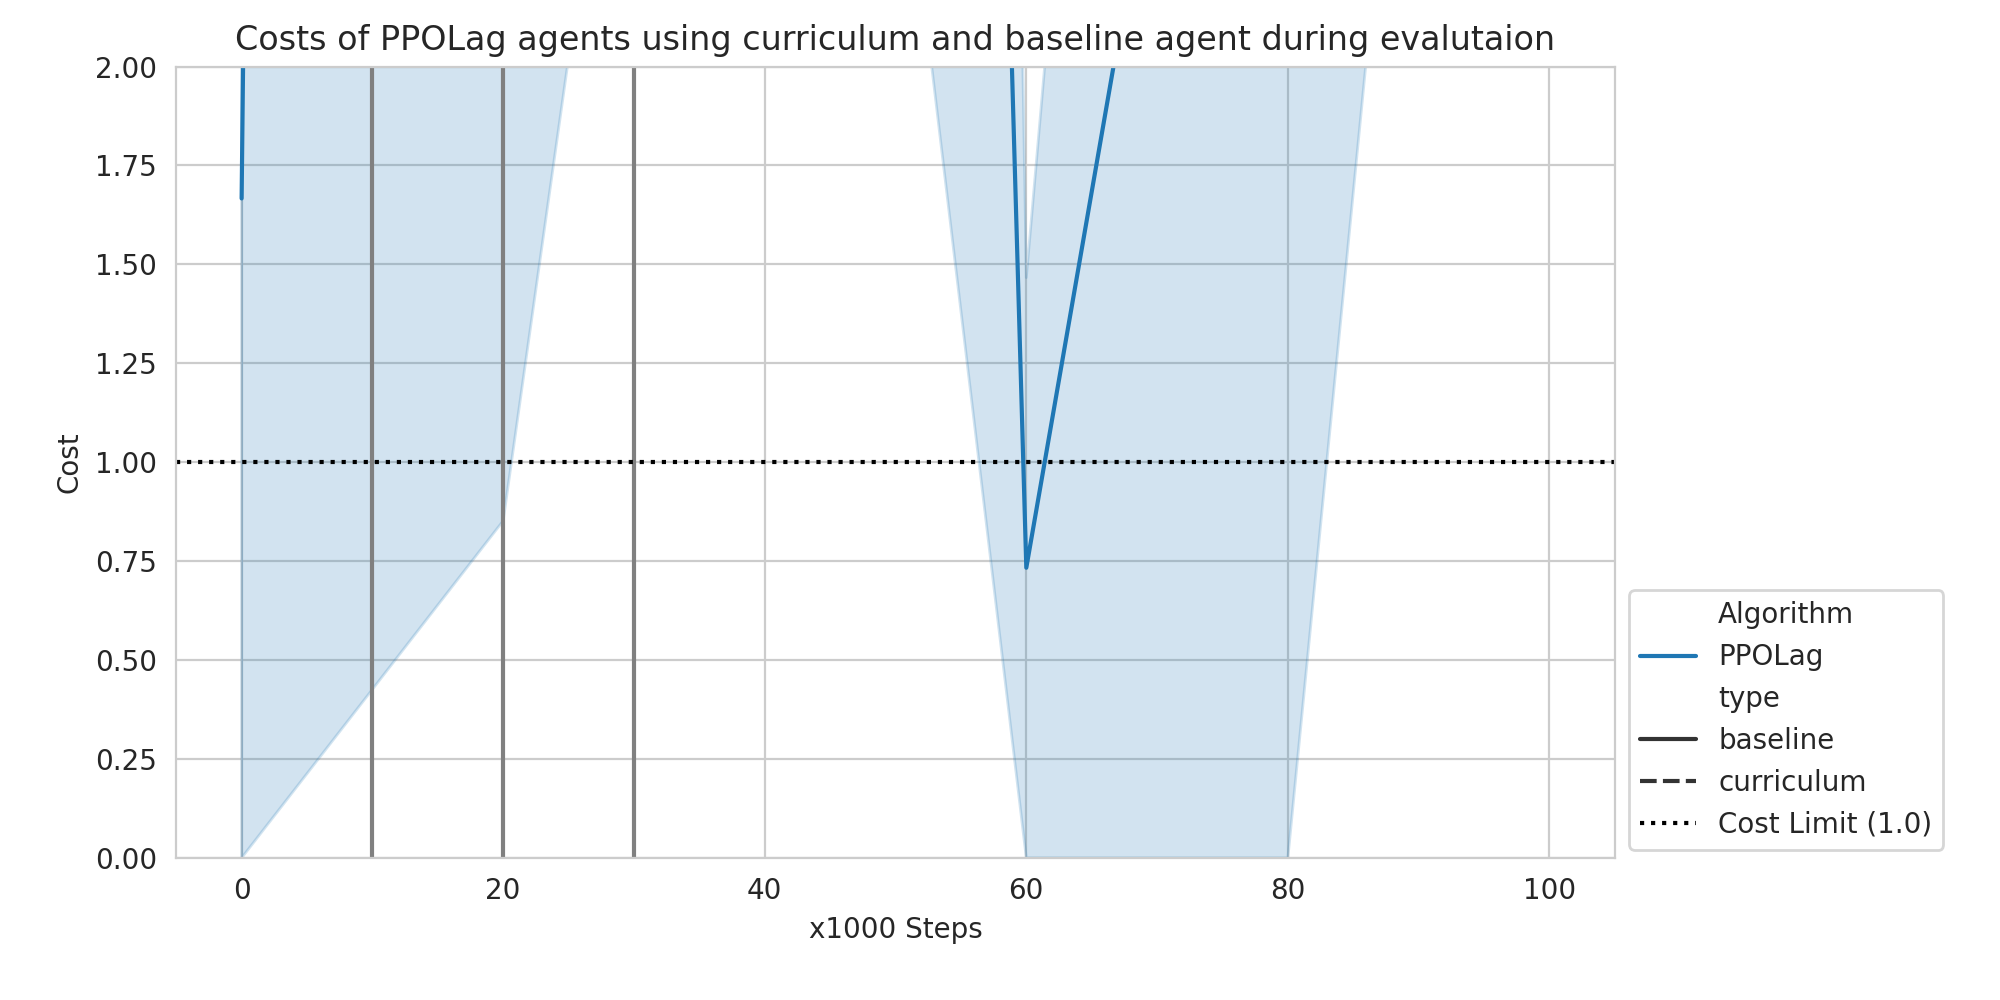 Costs of PPOLag agents using curriculum and baseline agent during evalutaion
2.00
1.75
1.50
1.25
1.00
0.75
0.50
0.25
0.00
Cost
0 20 40 60 80 100
x1000 Steps
Algorithm
PPOLag
type
baseline
curriculum
Cost Limit (1.0)